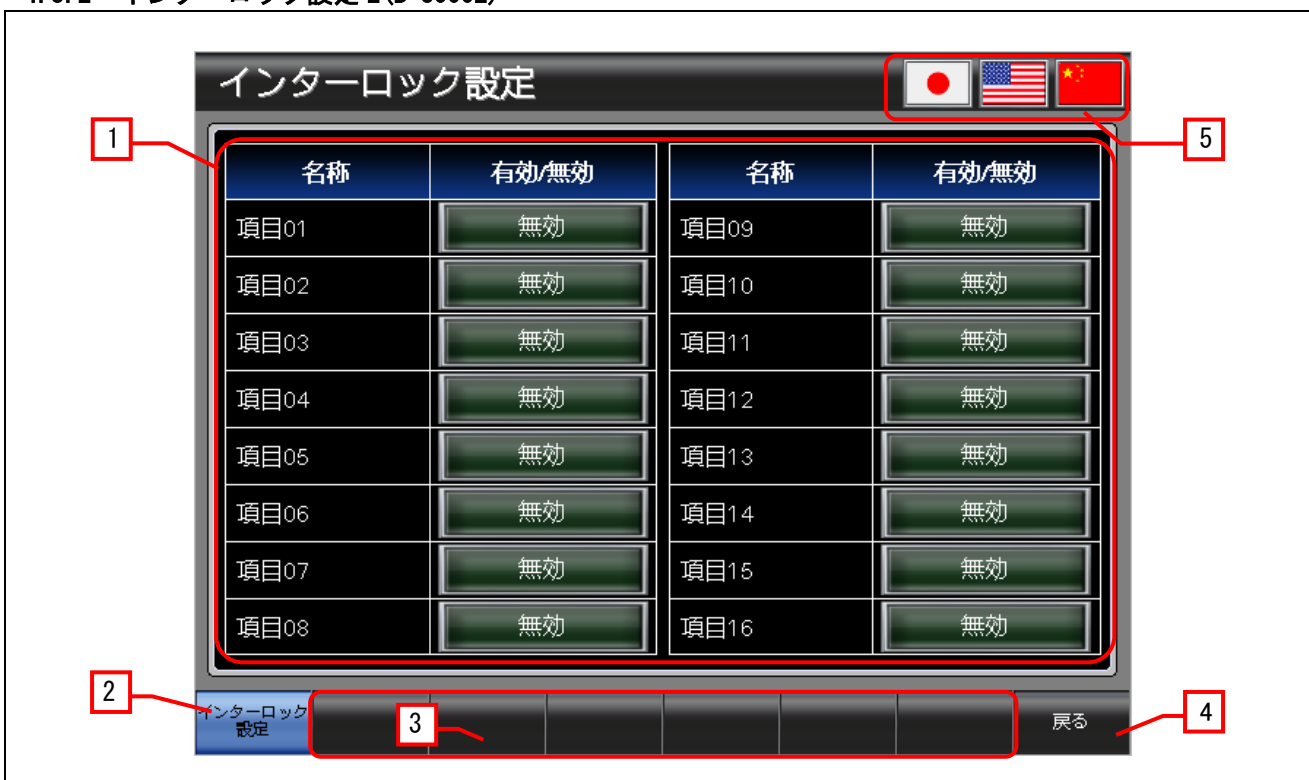 インターロック設定
1
5
名称 有効/無効 名称 有効/無効
項目01 無効 項目09 無効
項目02 無効 項目10 無効
項目03 無効 項目11 無効
項目04 無効 項目12 無効
項目05 無効 項目13 無効
項目06 無効 項目14 無効
項目07 無効 項目15 無効
項目08 無効 項目16 無効
2
インターロック
設定
3
戻る
4